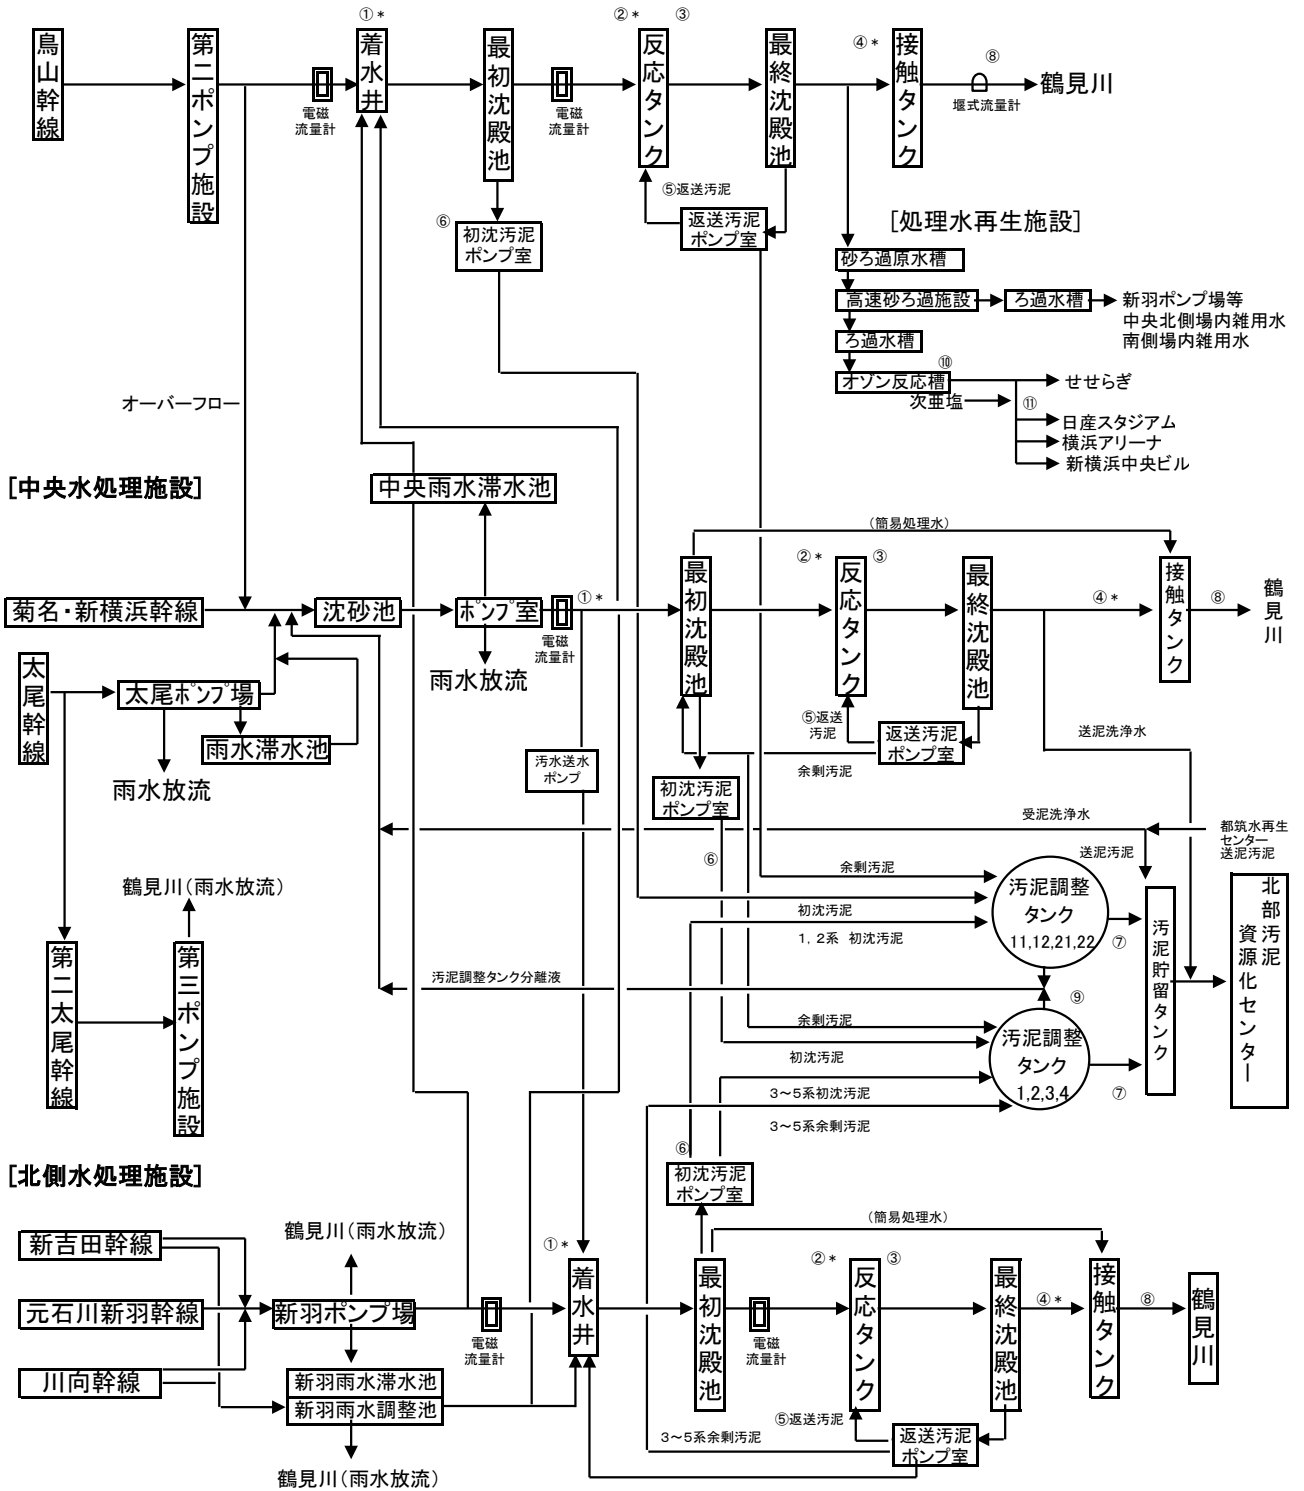 ①*
②*
③
④*
⑧
鳥山幹線
第二ポンプ施設
着水井
最初沈殿池
反応タンク
最終沈殿池
接触タンク
鶴見川
電磁
流量計
電磁
流量計
堰式流量計
⑤返送汚泥
⑥
初沈汚泥
ポンプ室
返送汚泥
ポンプ室
[処理水再生施設]
砂ろ過原水槽
高速砂ろ過施設
ろ過水槽
新羽ポンプ場等
中央北側場内雑用水
南側場内雑用水
ろ過水槽
⑩
オゾン反応槽
せせらぎ
次亜塩
⑪
日産スタジアム
横浜アリーナ
新横浜中央ビル
オーバーフロー
[中央水処理施設]
中央雨水滞水池
(簡易処理水)
②*
③
菊名・新横浜幹線
沈砂池
ポンプ室
①*
電磁
流量計
最初沈殿池
反応タンク
最終沈殿池
④*
接触タンク
⑧
鶴見川
雨水放流
太尾幹線
太尾ポンプ場
雨水滞水池
雨水放流
汚水送水
ポンプ
⑤返送
汚泥
返送汚泥
ポンプ室
余剰汚泥
送泥洗浄水
初沈汚泥
ポンプ室
受泥洗浄水
都筑水再生
センター
送泥汚泥
送泥汚泥
⑥
余剰汚泥
鶴見川(雨水放流)
初沈汚泥
1，2系 初沈汚泥
汚泥調整
タンク
11,12,21,22
⑦
汚泥貯留タンク
北部汚泥
資源化センター
第二太尾幹線
第三ポンプ施設
汚泥調整タンク分離液
⑨
余剰汚泥
初沈汚泥
3～5系初沈汚泥
3～5系余剰汚泥
汚泥調整
タンク
1,2,3,4
⑦
[北側水処理施設]
⑥
初沈汚泥
ポンプ室
(簡易処理水)
新吉田幹線
鶴見川(雨水放流)
①*
②*
③
元石川新羽幹線
新羽ポンプ場
電磁
流量計
着水井
最初沈殿池
電磁
流量計
反応タンク
最終沈殿池
④*
接触タンク
⑧
鶴見川
川向幹線
新羽雨水滞水池
新羽雨水調整池
⑤返送汚泥
3～5系余剰汚泥
返送汚泥
ポンプ室
鶴見川(雨水放流)